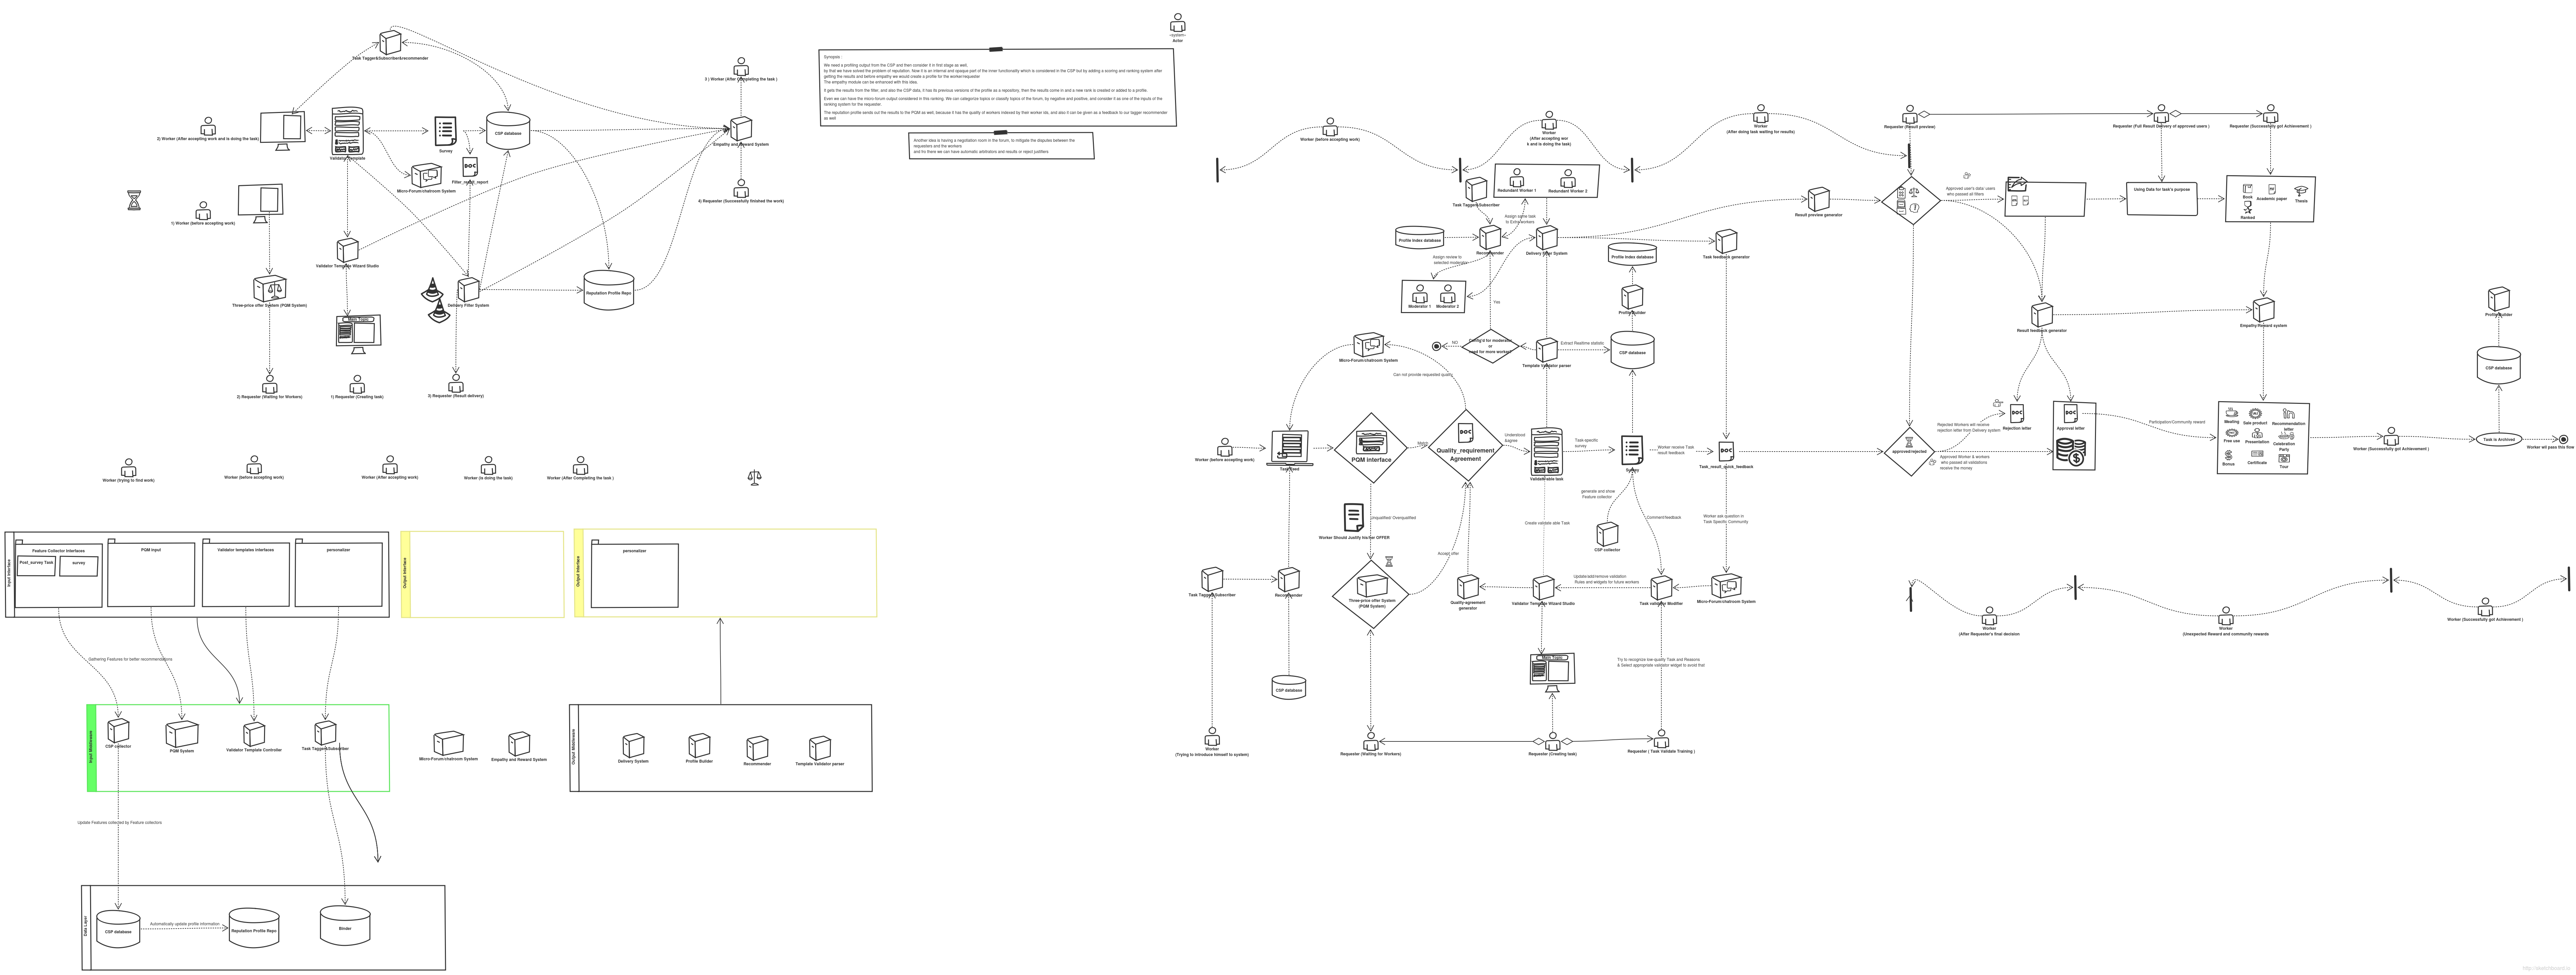 «system»
Actor
Task Tagger&Subscriber&recommender
3 ) Worker (After Completing the task )
Synopsis :
We need a profiling output from the CSP and then consider it in first stage as well,
by that we have solved the problem of reputation. Now it is an internal and opaque part of the inner functionality which is considered in the CSP but by adding a scoring and ranking system after
getting the results and before empathy we would create a profile for the worker/requester
The empathy module can be enhanced with this idea.
It gets the results from the filter, and also the CSP data, it has its previous versions of the profile as a repository, then the results come in and a new rank is created or added to a profile.
Even we can have the micro-forum output considered in this ranking. We can categorize topics or classify topics of the forum, by negative and positive, and consider it as one of the inputs of the
ranking system for the requester.
The reputation profile sends out the results to the PQM as well, because it has the quality of workers indexed by their worker ids, and also it can be given as a feedback to our tagger recommender
as well
Another idea is having a negotiation room in the forum, to mitigate the disputes between the
requesters and the workers
and it's there we can have automatic arbitrators and results or reject justifiers
2) Worker (After accepting work and is doing the task)
Validator Template
Survey
CSP database
Empathy and Reward System
Filter_result_report
Micro-Forum/chatroom System
4) Requester (Successfully finished the work)
1) Worker (before accepting work)
Validator Template Wizard Studio
Three-price offer System (PQM System)
Delivery Filter System
Reputation Profile Repo
Main Topic
2) Requester (Waiting for Workers)
1) Requester (Creating task)
3) Requester (Result delivery)
Worker (trying to find work)
Worker (before accepting work)
Worker (After accepting work)
Worker (is doing the task)
Worker (After Completing the task )
Input Interface
Feature Collector Interfaces
Post_survey Task
survey
PQM input
Validator templates interfaces
personalizer
Output Interface
Output Interface
personalizer
Gathering Features for better recommendations
Input Middleware
CSP collector
PQM System
Validator Template Controller
Task Tagger&Subscriber
Micro-Forum/chatroom System
Empathy and Reward System
Output Middleware
Delivery System
Profile Builder
Recommender
Template Validator parser
Update Features collected by Feature collectors
Data Layer
CSP database
Automatically update profile information
Reputation Profile Repo
Binder
Worker (before accepting work)
Worker
(After accepting wor
k and is doing the task)
Worker
(After doing task waiting for results)
Requester (Result preview)
Requester (Full Result Delivery of approved users )
Requester (Successfully got Achievement )
Redundant Worker 1
Redundant Worker 2
Task Tagger&Subscriber
Assign same task
to Extra workers
Result preview generator
Approved user's data/ users
who passed all filters
Using Data for task's purpose
Book
Academic paper
Thesis
Ranked
Profile Index database
Recommender
Delivery Filter System
Profile Index database
Task feedback generator
Assign review to
selected moderator
Moderator 1
Moderator 2
Yes
Profile Builder
Result feedback generator
Empathy/Reward system
Profile Builder
NO
Config'd for moderator
or
need for more worker?
Extract Realtime statistic
CSP database
Micro-Forum/chatroom System
Template Validator parser
Can not provide requested quality
CSP database
Worker (before accepting work)
Task Feed
PQM interface
Match
DOC
Quality_requirement
Agreement
Understood
&agree
Validate-able task
Task-specific
survey
Survey
Worker receive Task
result feedback
DOC
Task_result_quick_feedback
approved/rejected
Rejected Workers will receive
rejection letter from Delivery system
Approved Worker & workers
who passed all validations
receive the money
DOC
Rejection letter
DOC
Approval letter
Participation/Community reward
Meeting
Sale product
Recommendation
letter
Free use
Presentation
Celebration
Party
Bonus
Certificate
Tour
Worker (Successfully got Achievement )
Task is Archived
Worker will pass this flow
generate and show
Feature collector
Unqualified/ Overqualified
Worker Should Justify his/her OFFER
Create validate able Task
Comment/feedback
Worker ask question in
Task Specific Community
CSP collector
Accept offer
Task Tagger&Subscriber
Recommender
Three-price offer System
(PQM System)
Quality-agreement
generator
Validator Template Wizard Studio
Update/add/remove validation
Rules and widgets for future workers
Task validity Modifier
Micro-Forum/chatroom System
Worker
(After Requester's final decision
Worker
(Unexpected Reward and community rewards
Worker (Successfully got Achievement )
Main Topic
Try to recognize low-quality Task and Reasons
& Select appropriate validator widget to avoid that
CSP database
Worker
(Trying to introduce himself to system)
Requester (Waiting for Workers)
Requester (Creating task)
Requester ( Task Validate Training )